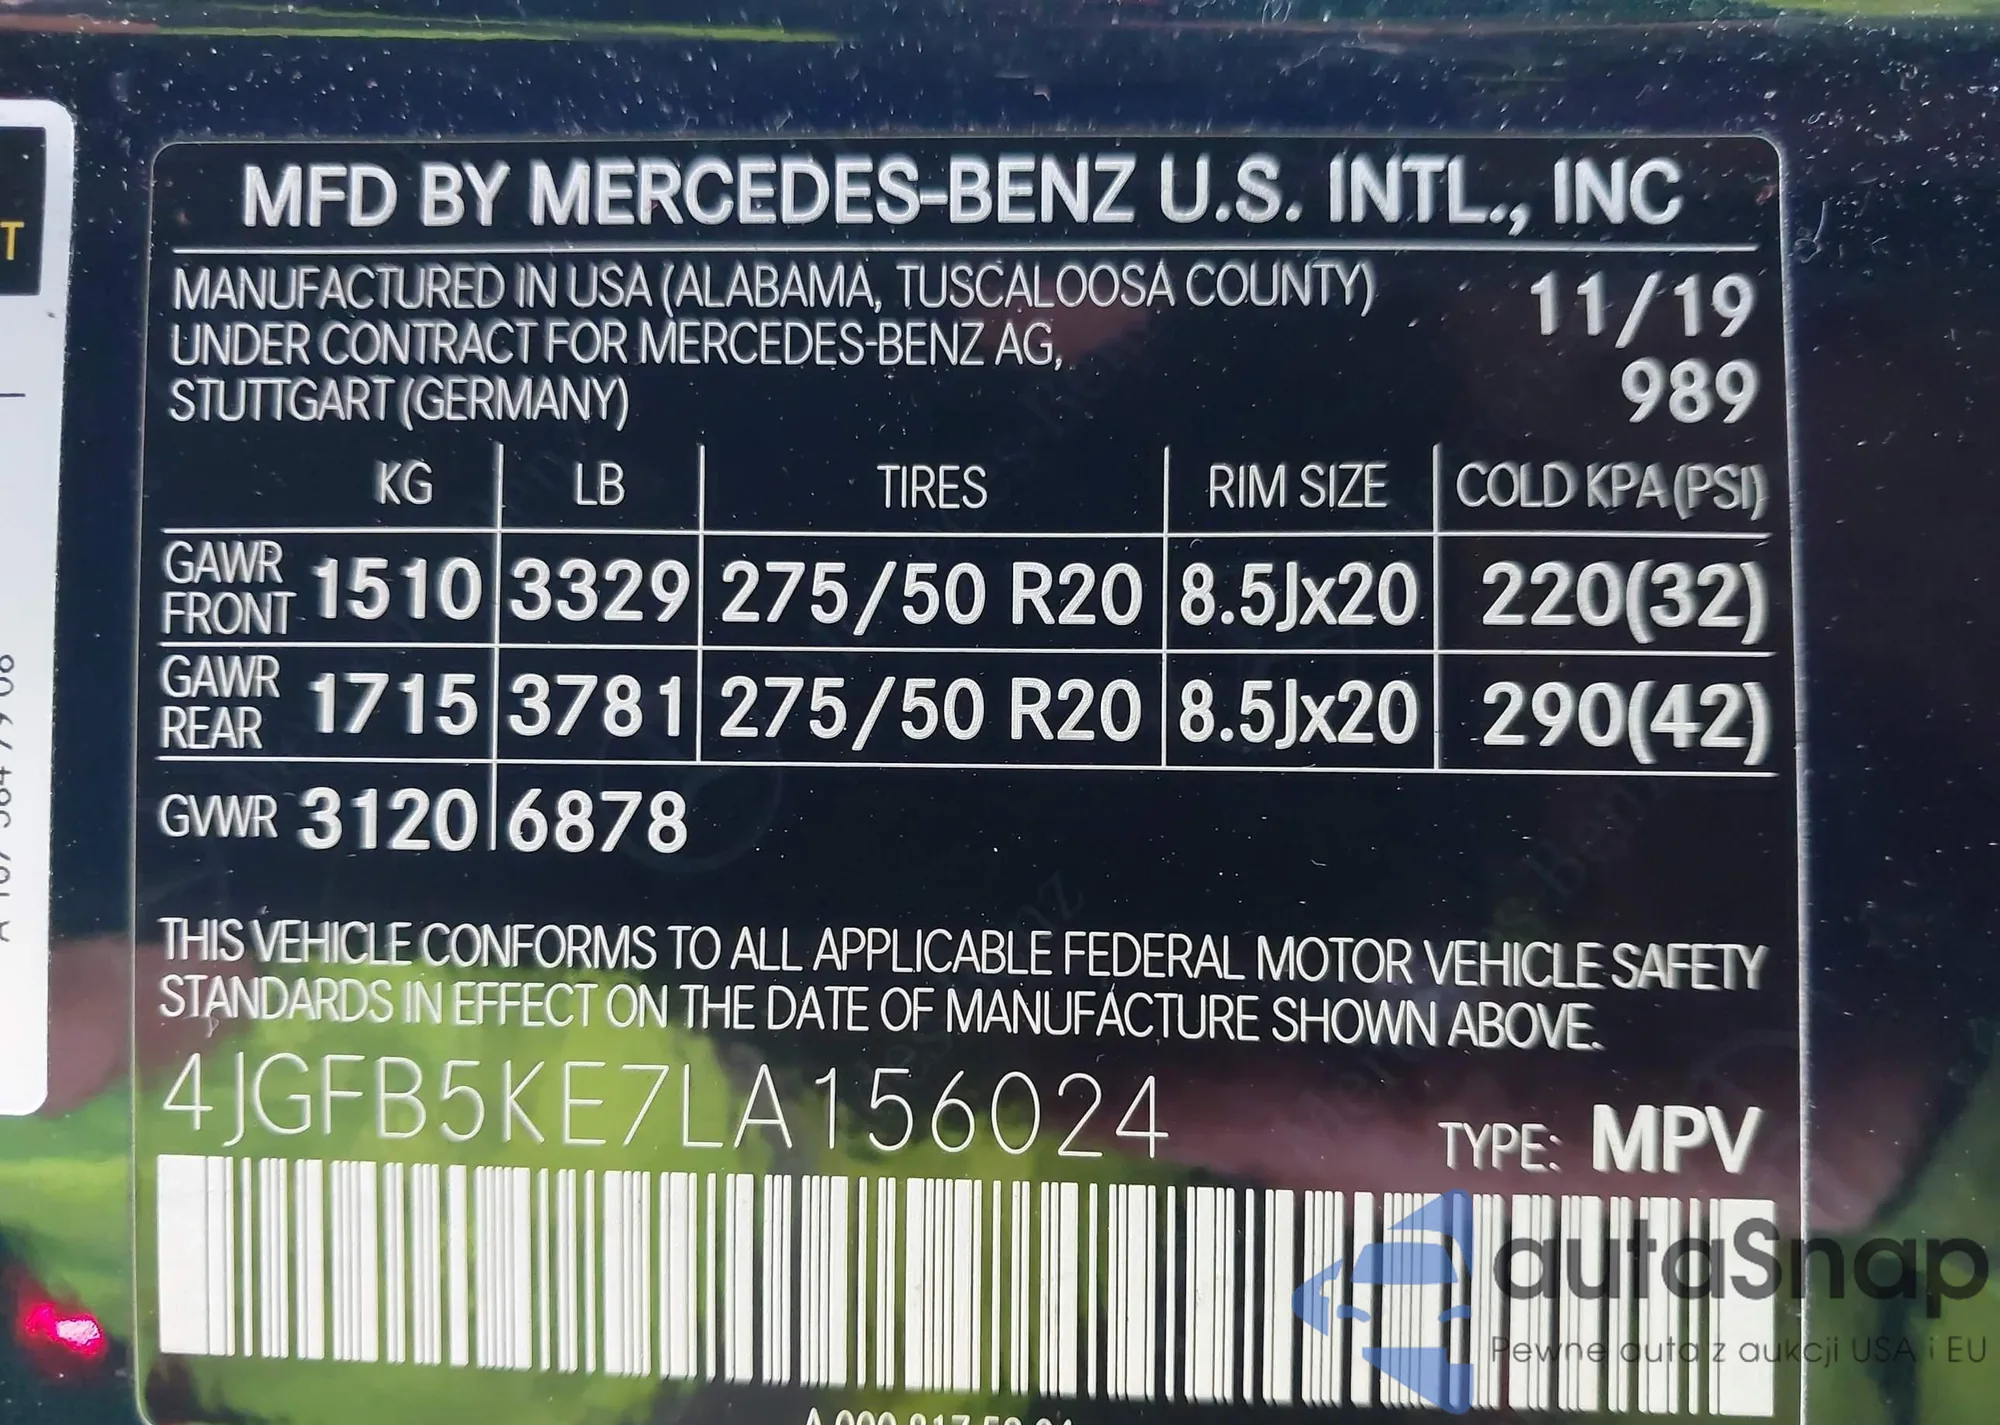 MFD BY MERCEDES-BENZ U.S. INTL., INC
MANUFACTURED IN USA (ALABAMA, TUSCALOOSA COUNTY) 11/19
UNDER CONTRACT FOR MERCEDES-BENZ AG,
STUTTGART (GERMANY) 989
KG LB TIRES RIM SIZE COLD KPA (PSI)
GAWR FRONT 1510 3329 275/50 R20 8.5Jx20 220(32)
GAWR REAR 1715 3781 275/50 R20 8.5Jx20 290(42)
GVWR 3120 6878
THIS VEHICLE CONFORMS TO ALL APPLICABLE FEDERAL MOTOR VEHICLE SAFETY
STANDARDS IN EFFECT ON THE DATE OF MANUFACTURE SHOWN ABOVE.
4JGFB5KE7LA156024
TYPE: MPV
autaSnap
Pewne auta z aukcji USA i EU
T